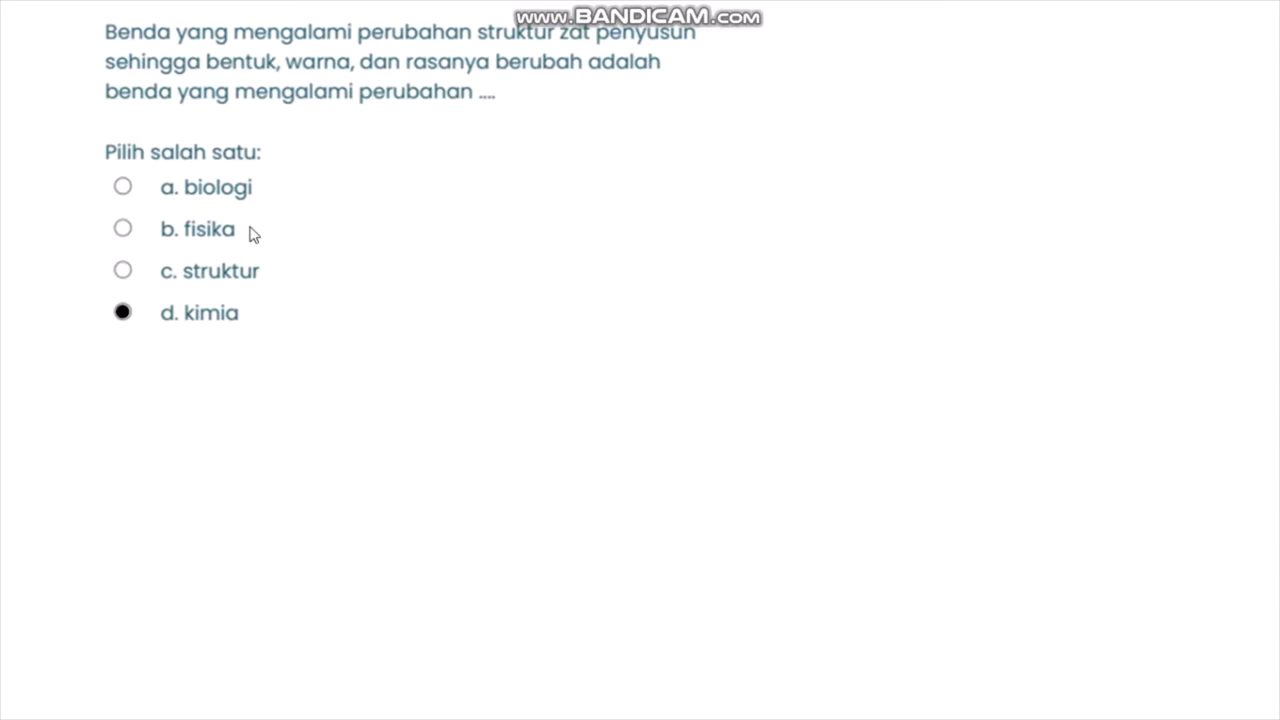 www.BANDICAM.com
Benda yang mengalami perubahan struktur zat penyusun
sehingga bentuk, warna, dan rasanya berubah adalah
benda yang mengalami perubahan ....
Pilih salah satu:
a. biologi
b. fisika
c. struktur
d. kimia